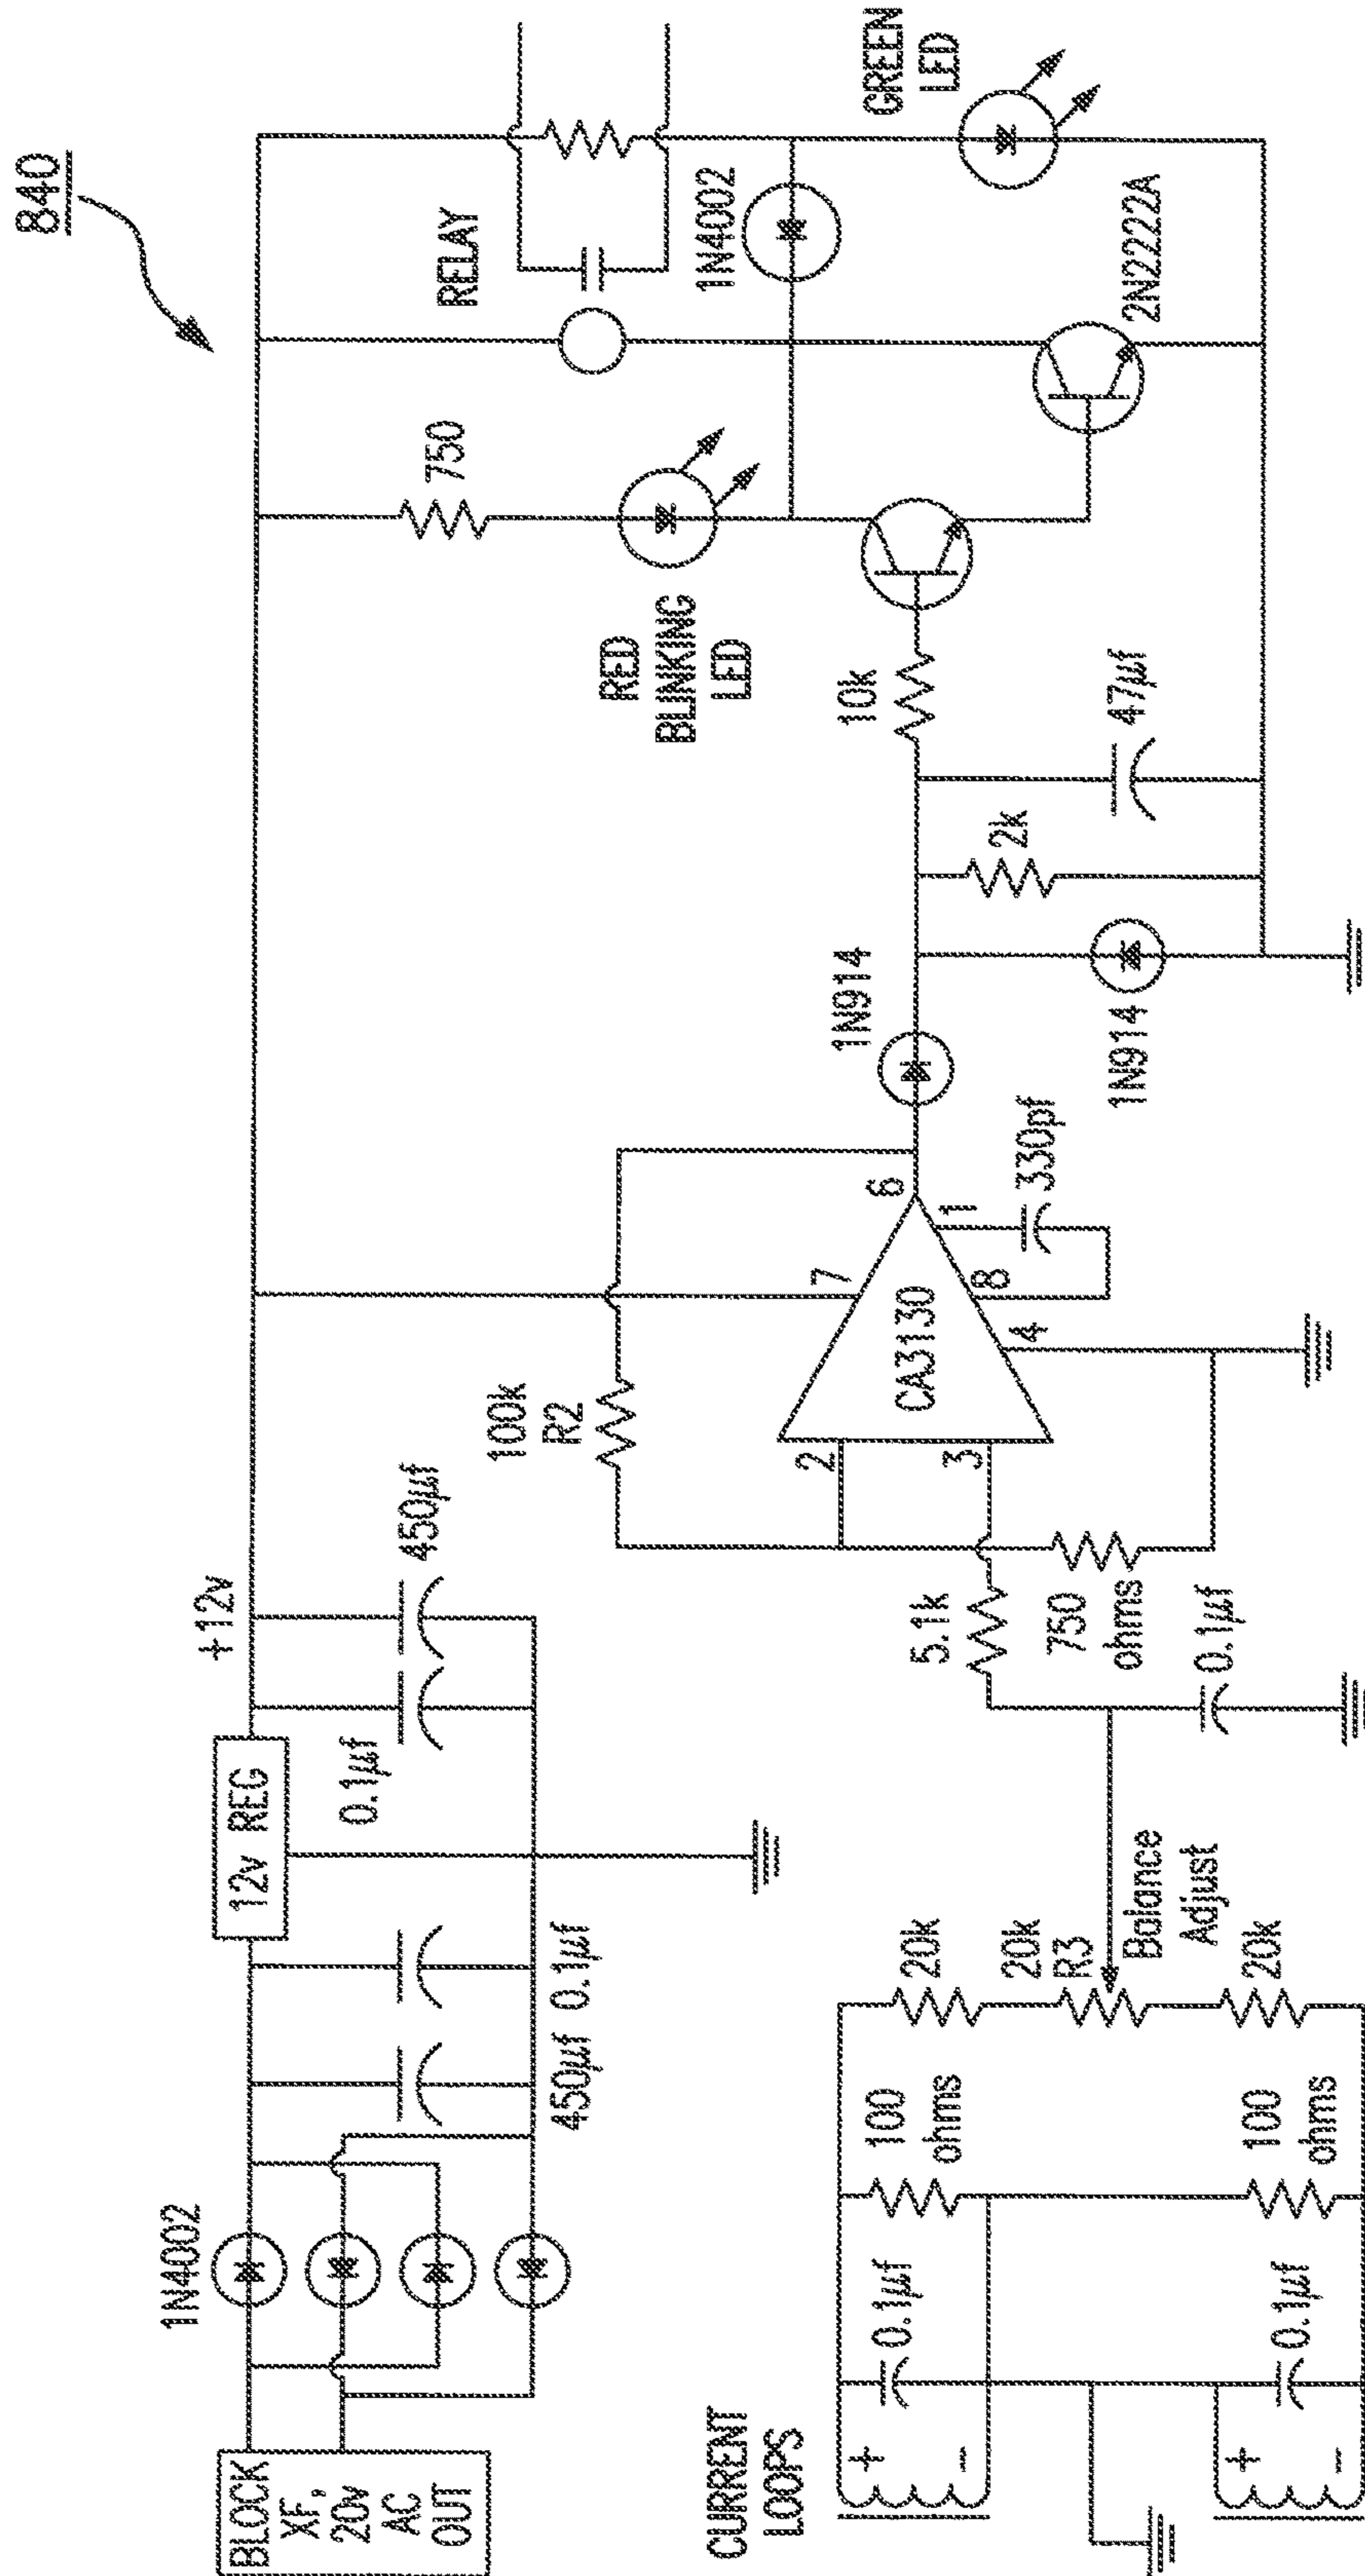 840
BLOCK
XF,
20v
AC
OUT
1N4002
450µf
0.1µf
12v REG
0.1µf
+12v
450µf
CURRENT
LOOPS
+
-
+
-
0.1µf
0.1µf
100
ohms
100
ohms
20k
20k
R3
20k
Balance
Adjust
0.1µf
5.1k
750
ohms
100k
R2
2
3
CA3130
7
6
4
8
1
330pf
1N914
1N914
2k
47µf
10k
RED
BLINKING
LED
750
RELAY
1N4002
2N2222A
GREEN
LED